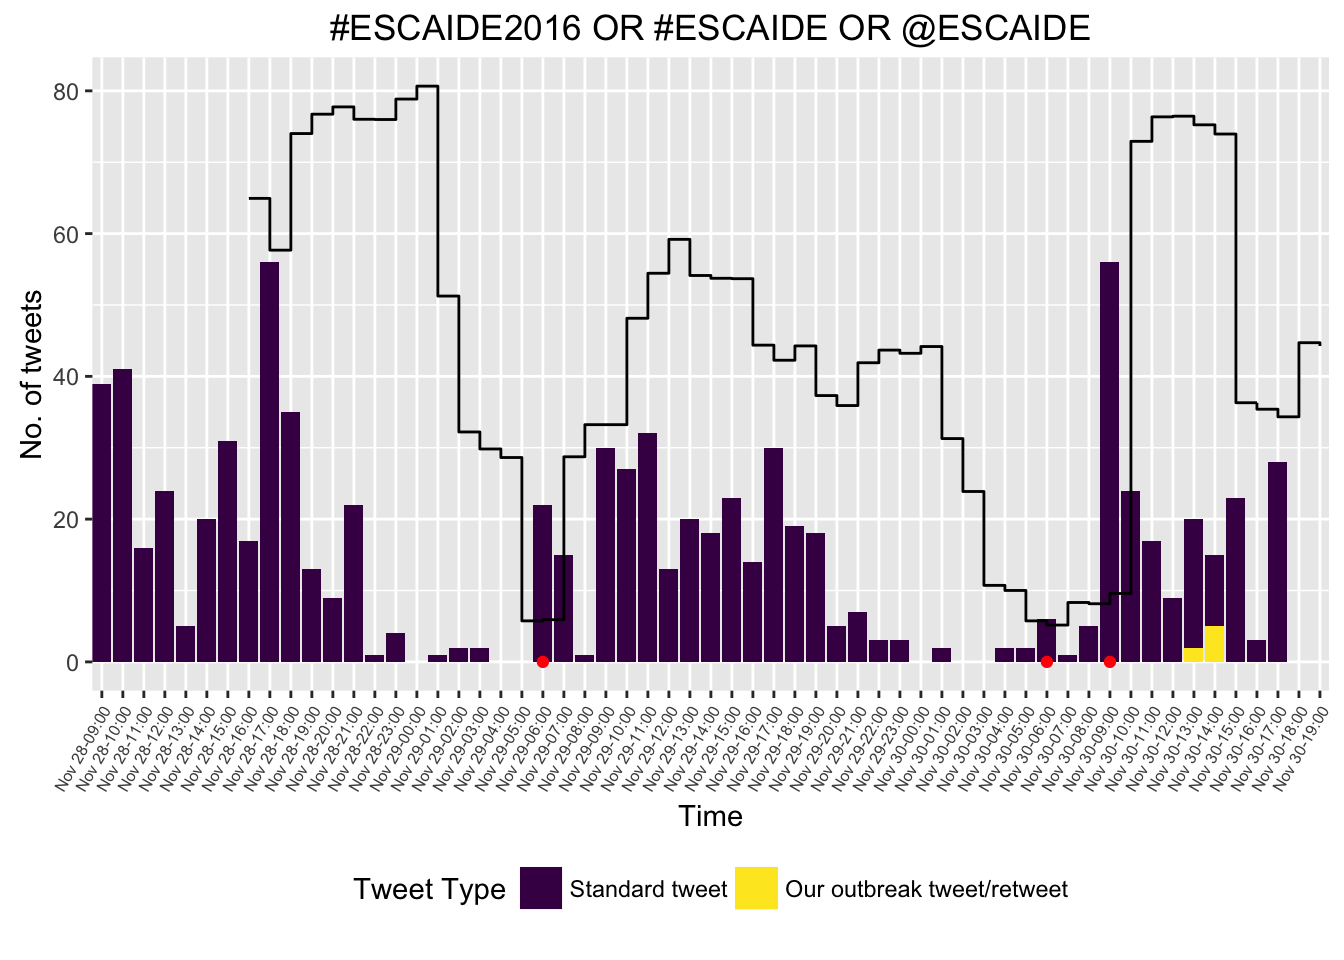 #ESCAIDE2016 OR #ESCAIDE OR @ESCAIDE
No. of tweets
80
60
40
20
0
Nov 28-09:00
Nov 28-10:00
Nov 28-11:00
Nov 28-12:00
Nov 28-13:00
Nov 28-14:00
Nov 28-15:00
Nov 28-16:00
Nov 28-17:00
Nov 28-18:00
Nov 28-19:00
Nov 28-20:00
Nov 28-21:00
Nov 28-22:00
Nov 28-23:00
Nov 29-00:00
Nov 29-01:00
Nov 29-02:00
Nov 29-03:00
Nov 29-04:00
Nov 29-05:00
Nov 29-06:00
Nov 29-07:00
Nov 29-08:00
Nov 29-09:00
Nov 29-10:00
Nov 29-11:00
Nov 29-12:00
Nov 29-13:00
Nov 29-14:00
Nov 29-15:00
Nov 29-16:00
Nov 29-17:00
Nov 29-18:00
Nov 29-19:00
Nov 29-20:00
Nov 29-21:00
Nov 29-22:00
Nov 29-23:00
Nov 30-00:00
Nov 30-01:00
Nov 30-02:00
Nov 30-03:00
Nov 30-04:00
Nov 30-05:00
Nov 30-06:00
Nov 30-07:00
Nov 30-08:00
Nov 30-09:00
Nov 30-10:00
Nov 30-11:00
Nov 30-12:00
Nov 30-13:00
Nov 30-14:00
Nov 30-15:00
Nov 30-16:00
Nov 30-17:00
Nov 30-18:00
Nov 30-19:00
Time
Tweet Type
Standard tweet
Our outbreak tweet/retweet